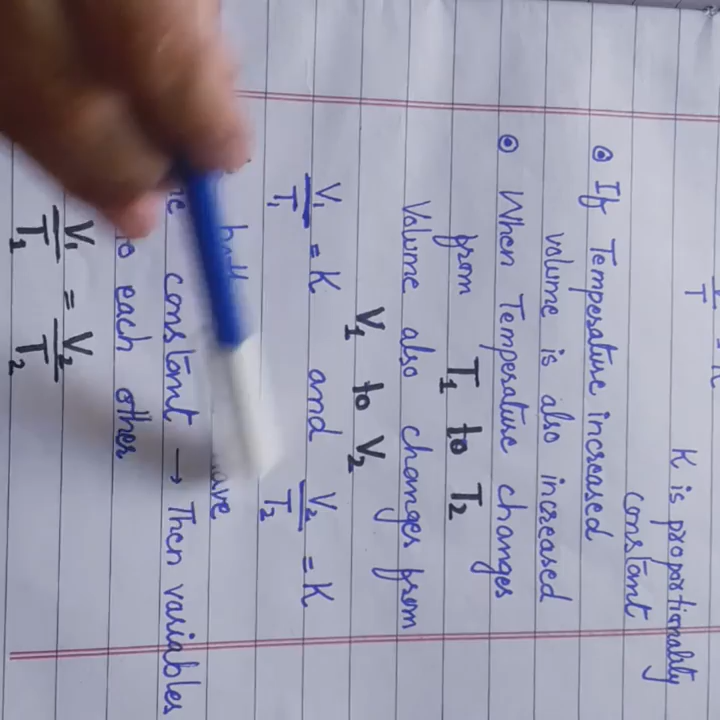 K is proportionality
constant
If Temperature increased
volume is also increased
When Temperature changes
from T₁ to T₂
Volume also changes from
V₁ to V₂
V₁/T₁ = K and V₂/T₂ = K
constant → Then variables
each other
V₁/T₁ = V₂/T₂